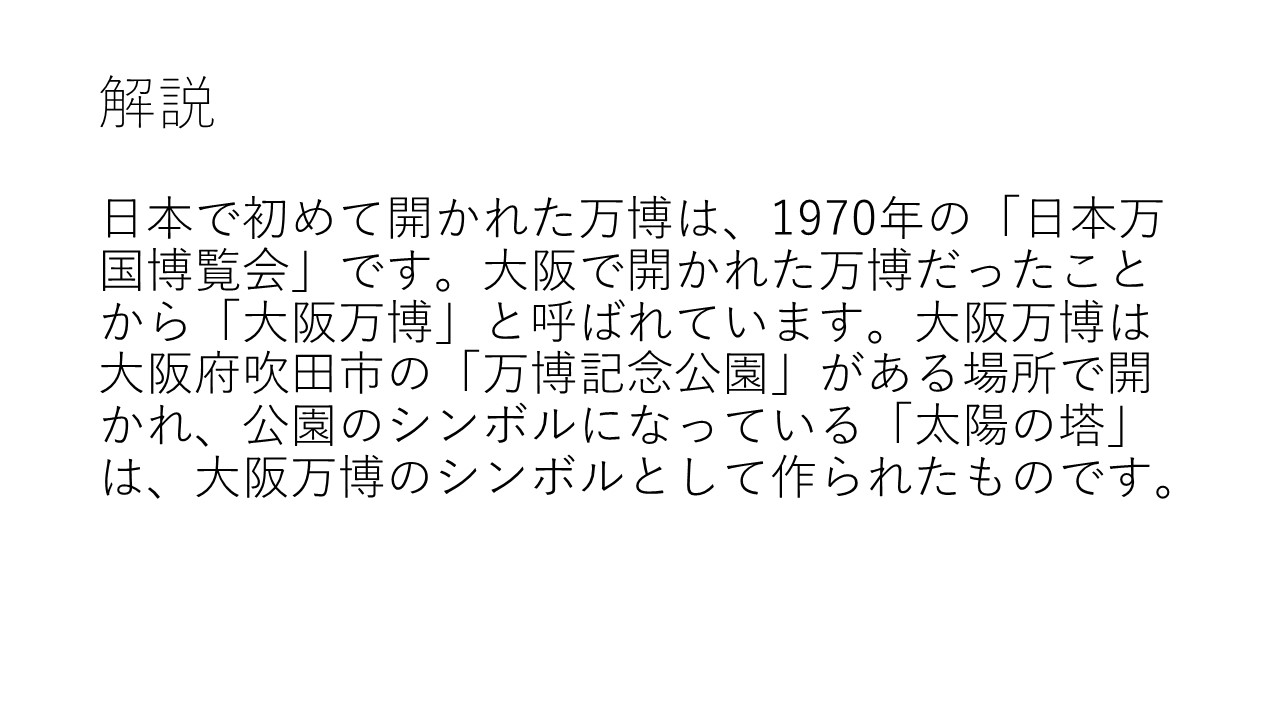 解説
日本で初めて開かれた万博は、1970年の「日本万
国博覧会」です。大阪で開かれた万博だったこと
から「大阪万博」と呼ばれています。大阪万博は
大阪府吹田市の「万博記念公園」がある場所で開
かれ、公園のシンボルになっている「太陽の塔」
は、大阪万博のシンボルとして作られたものです。